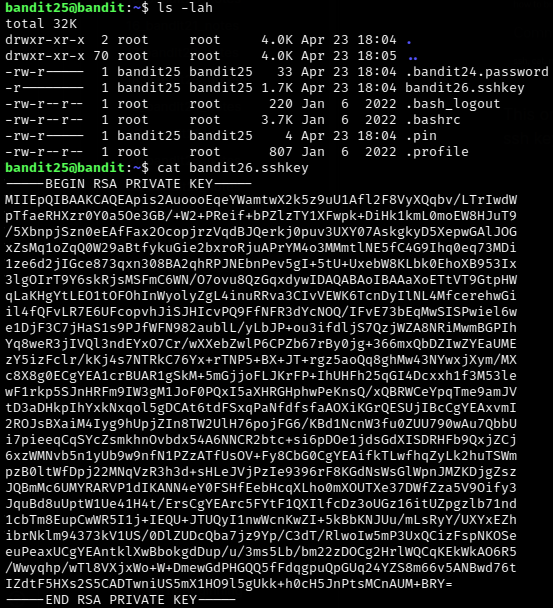 bandit25@bandit:~$ ls -lah
total 32K
drwxr-xr-x  2 root     root     4.0K Apr 23 18:04 .
drwxr-xr-x 70 root     root     4.0K Apr 23 18:05 ..
-rw-r-----  1 bandit25 bandit25   33 Apr 23 18:04 .bandit24.password
-r--------  1 bandit25 bandit25 1.7K Apr 23 18:04 bandit26.sshkey
-rw-r--r--  1 root     root      220 Jan  6  2022 .bash_logout
-rw-r--r--  1 root     root     3.7K Jan  6  2022 .bashrc
-rw-r-----  1 bandit25 bandit25    4 Apr 23 18:04 .pin
-rw-r--r--  1 root     root      807 Jan  6  2022 .profile
bandit25@bandit:~$ cat bandit26.sshkey
-----BEGIN RSA PRIVATE KEY-----
MIIEpQIBAAKCAQEApis2AuoooEqeYWamtwX2k5z9uU1Afl2F8VyXQqbv/LTrIwdW
pTfaeRHXzr0Y0a5Oe3GB/+W2+PReif+bPZlzTY1XFwpk+DiHk1kmL0moEW8HJuT9
/5XbnpjSzn0eEAfFax2OcopjrzVqdBJQerkj0puv3UXY07AskgkyD5XepwGAlJOG
xZsMq1oZqQ0W29aBtfykuGie2bxroRjuAPrYM4o3MMmtlNE5fC4G9Ihq0eq73MDi
1ze6d2jIGce873qxn308BA2qhRPJNEbnPev5gI+5tU+UxebW8KLbk0EhoXB953Ix
3lgOIrT9Y6skRjsMSFmC6WN/O7ovu8QzGqxdywIDAQABAoIBAAaXoETtVT9GtpHW
qLaKHgYtLEO1tOFOhInWyolyZgL4inuRRva3CIvVEWK6TcnDyIlNL4MfcerehwGi
il4fQFvLR7E6UFcopvhJiSJHIcvPQ9FfNFR3dYcNOQ/IFvE73bEqMwSISPwiel6w
e1DjF3C7jHaS1s9PJfWFN982aublL/yLbJP+ou3ifdljS7QzjWZA8NRiMwmBGPIh
Yq8weR3jIVQl3ndEYxO7Cr/wXXebZwlP6CPZb67rBy0jg+366mxQbDZIwZYEaUME
zY5izFclr/kKj4s7NTRkC76Yx+rTNP5+BX+JT+rgz5aoQq8ghMw43NYwxjXym/MX
c8X8g0ECgYEA1crBUAR1gSkM+5mGjjoFLJKrFP+IhUHFh25qGI4Dcxxh1f3M53le
wF1rkp5SJnHRFm9IW3gM1JoF0PQxI5aXHRGHphwPeKnsQ/xQBRWCeYpqTme9amJV
tD3aDHkpIhYxkNxqol5gDCAt6tdFSxqPaNfdfsfaAOXiKGrQESUjIBcCgYEAxvmI
2ROJsBXaiM4Iyg9hUpjZIn8TW2UlH76pojFG6/KBd1NcnW3fu0ZUU790wAu7QbbU
i7pieeqCqSYcZsmkhnOvbdx54A6NNCR2btc+si6pDOe1jdsGdXISDRHFb9QxjZCj
6xzWMNvb5n1yUb9w9nfN1PZzATfUsOV+Fy8CbG0CgYEAifkTLwfhqZyLk2huTSWm
pzB0ltWfDpj22MNqVzR3h3d+sHLeJVjPzIe9396rF8KGdNsWsGlWpnJMZKDjgZsz
JQBmMc6UMYRARVP1dIKANN4eY0FSHfEebHcqXLho0mXOUTXe37DWfZza5V9Oify3
JquBd8uUptW1Ue41H4t/ErsCgYEArc5FYtF1QXIlfcDz3oUGz16itUZpgzlb71nd
1cbTm8EupCwWR5I1j+IEQU+JTUQyI1nwWcnKwZI+5kBbKNJUu/mLsRyY/UXYxEZh
ibrNklm94373kV1US/0DlZUDcQba7jz9Yp/C3dT/RlwoIw5mP3UxQCizFspNKOSe
euPeaxUCgYEAntklXwBbokgdDup/u/3ms5Lb/bm22zDOCg2HrlWQCqKEkWkAO6R5
/Wwyqhp/wTl8VXjxWo+W+DmewGdPHGQQ5fFdqgpuQpGUq24YZS8m66v5ANBwd76t
IZdtF5HXs2S5CADTwniUS5mX1HO9l5gUkk+h0cH5JnPtsMCnAUM+BRY=
-----END RSA PRIVATE KEY-----